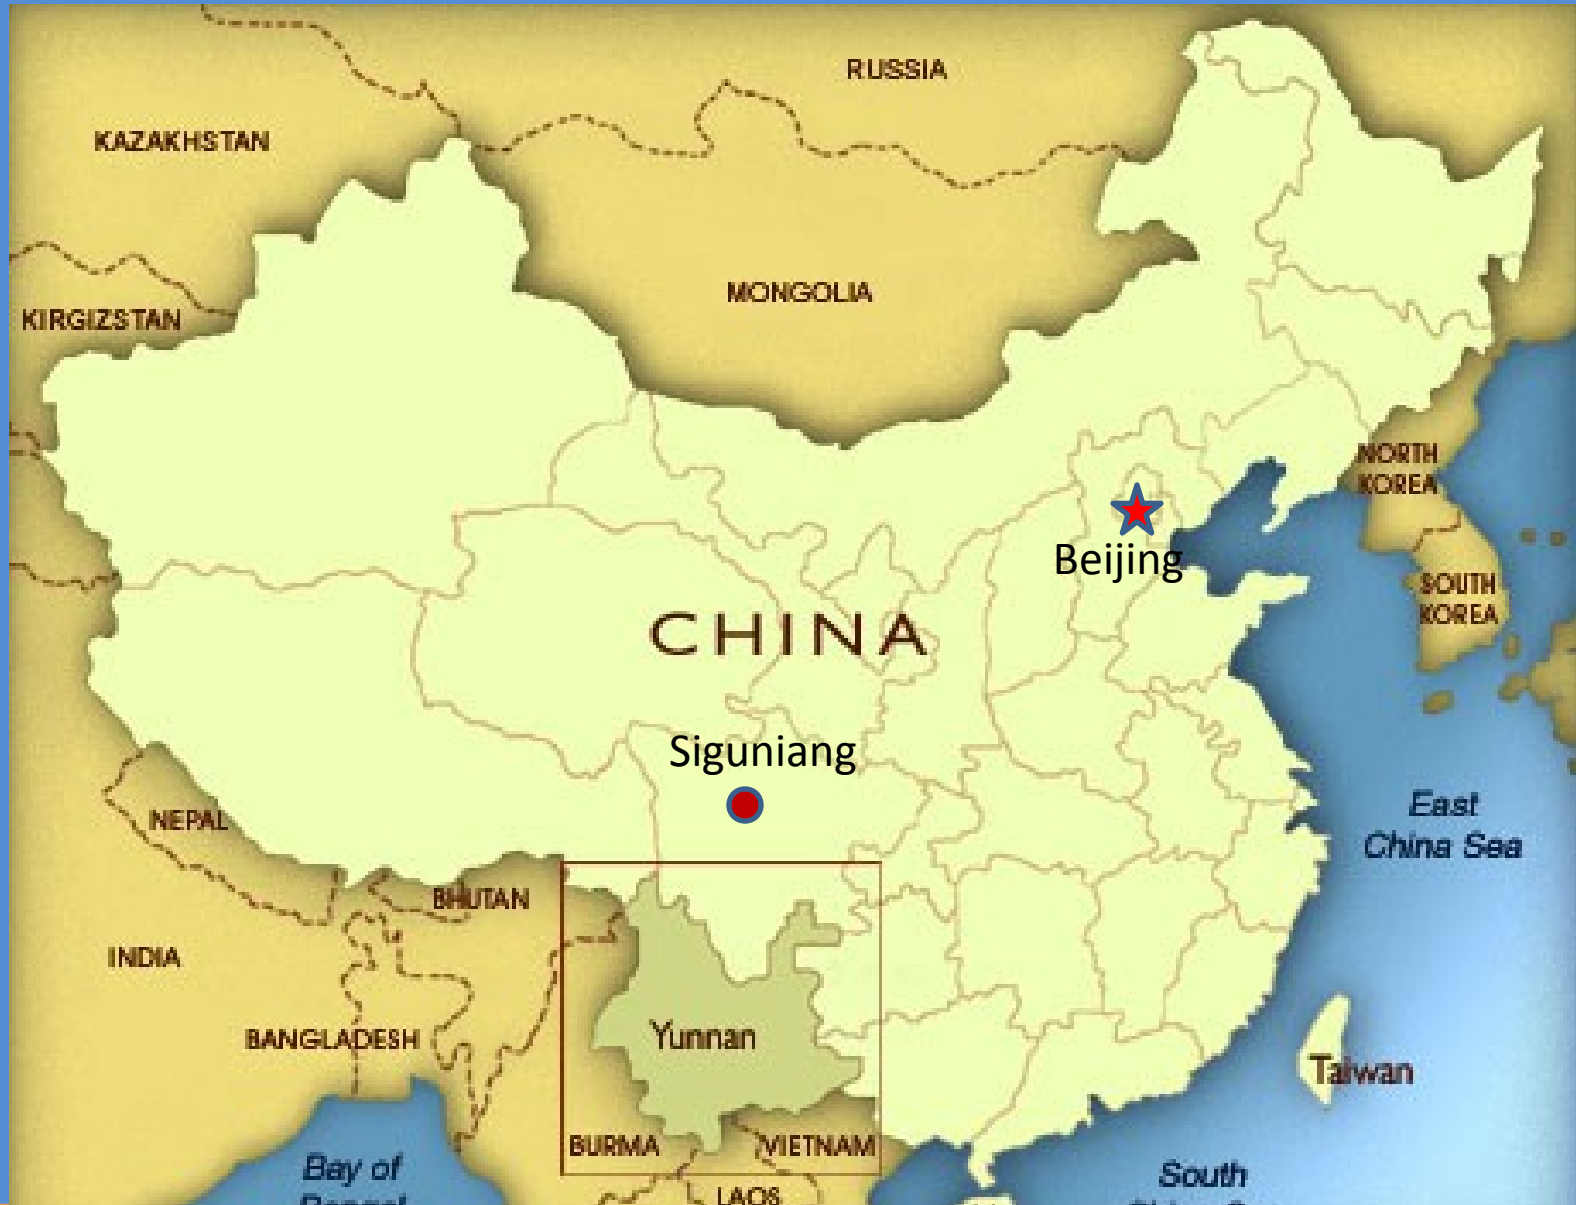 RUSSIA
KAZAKHSTAN
MONGOLIA
KIRGIZSTAN
NORTH
KOREA
Beijing
SOUTH
KOREA
CHINA
Siguniang
East
China Sea
NEPAL
BHUTAN
INDIA
Yunnan
BANGLADESH
Taiwan
BURMA
VIETNAM
Bay of
South
LAOS